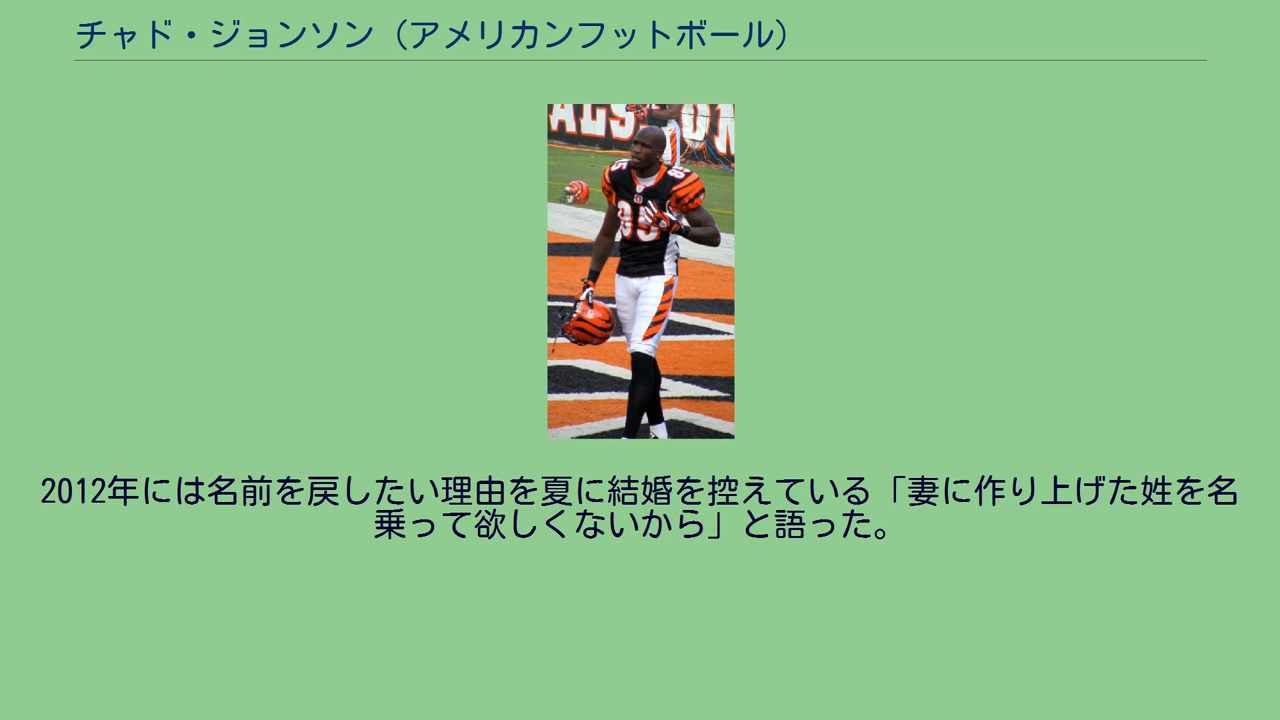 チャド・ジョンソン（アメリカンフットボール）
85
85
2012年には名前を戻したい理由を夏に結婚を控えている「妻に作り上げた姓を名
乗って欲しくないから」と語った。